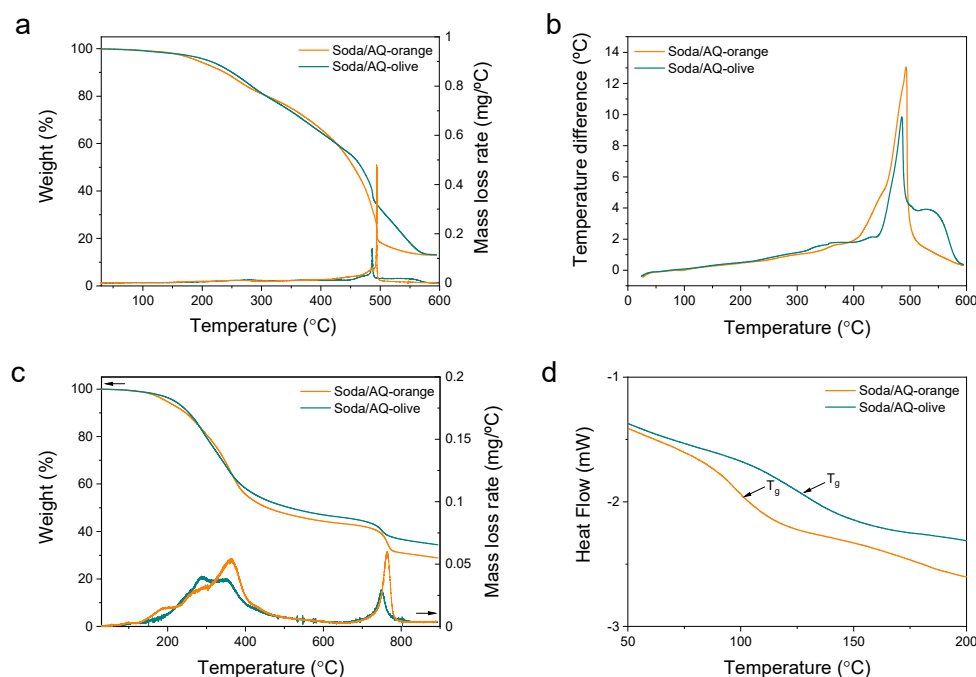 a
Soda/AQ-orange
Soda/AQ-olive
Weight (%)
100
80
60
40
20
0
Mass loss rate (mg/ºC)
1
0.8
0.6
0.4
0.2
0
100 200 300 400 500 600
Temperature (°C)
b
Soda/AQ-orange
Soda/AQ-olive
Temperature difference (ºC)
14
12
10
8
6
4
2
0
0 100 200 300 400 500 600
Temperature (°C)
c
Soda/AQ-orange
Soda/AQ-olive
Weight (%)
100
80
60
40
20
0
Mass loss rate (mg/ºC)
0.2
0.15
0.1
0.05
0
200 400 600 800
Temperature (°C)
d
Soda/AQ-orange
Soda/AQ-olive
Heat Flow (mW)
-1
-2
-3
Tg
Tg
50 100 150 200
Temperature (°C)